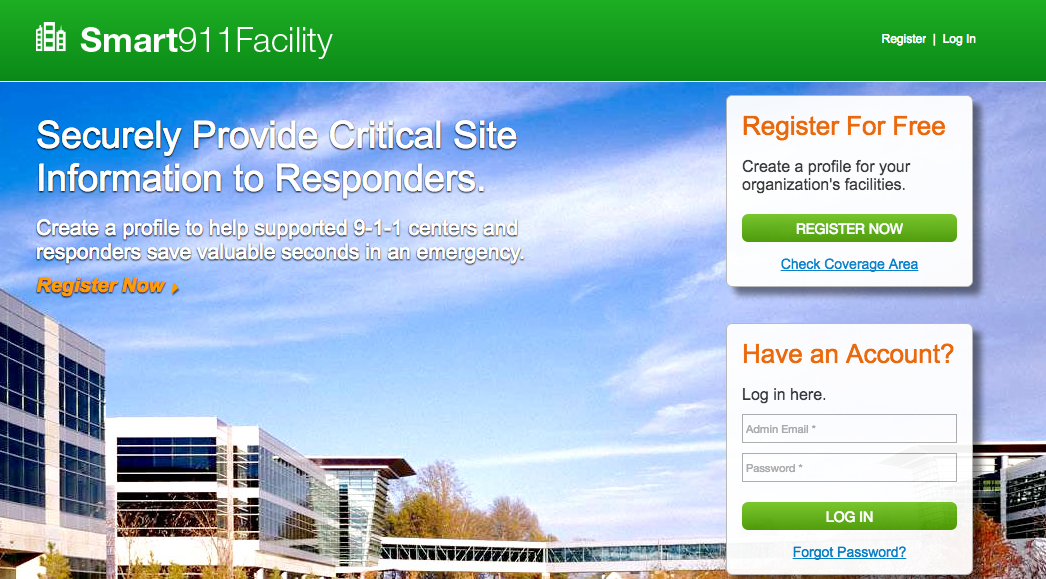 Smart911Facility
Register | Log In
Securely Provide Critical Site
Information to Responders.
Create a profile to help supported 9-1-1 centers and
responders save valuable seconds in an emergency.
Register Now
Register For Free
Create a profile for your
organization's facilities.
REGISTER NOW
Check Coverage Area
Have an Account?
Log in here.
Admin Email *
Password *
LOG IN
Forgot Password?